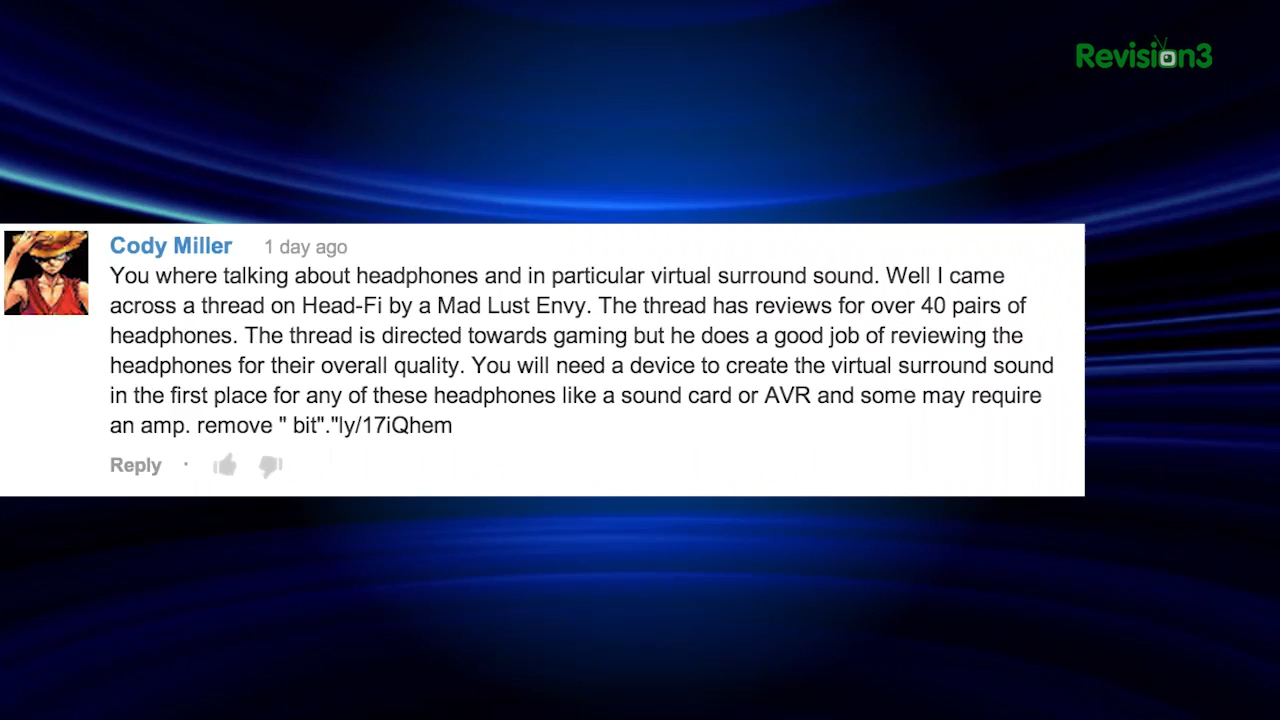 Revision3
Cody Miller 1 day ago
You where talking about headphones and in particular virtual surround sound. Well I came
across a thread on Head-Fi by a Mad Lust Envy. The thread has reviews for over 40 pairs of
headphones. The thread is directed towards gaming but he does a good job of reviewing the
headphones for their overall quality. You will need a device to create the virtual surround sound
in the first place for any of these headphones like a sound card or AVR and some may require
an amp. remove " bit"."ly/17iQhem
Reply ·